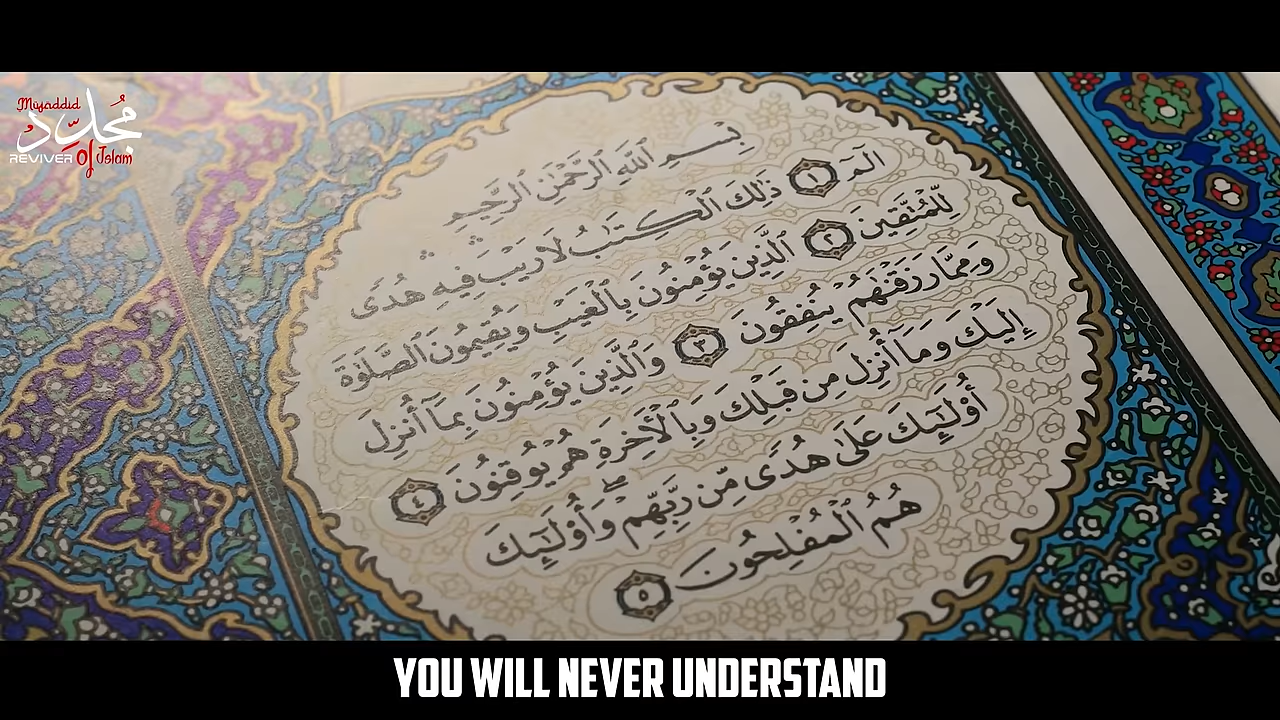 Mujaddid
مُجَدِّد
REVIVER Of Islam
بِسْمِ ٱللَّهِ ٱلرَّحْمَٰنِ ٱلرَّحِيمِ
الٓمٓ ١ ذَٰلِكَ ٱلْكِتَٰبُ لَا رَيْبَ ۛ فِيهِ ۛ هُدًى
لِّلْمُتَّقِينَ ٢ ٱلَّذِينَ يُؤْمِنُونَ بِٱلْغَيْبِ وَيُقِيمُونَ ٱلصَّلَوٰةَ
وَمِمَّا رَزَقْنَٰهُمْ يُنفِقُونَ ٣ وَٱلَّذِينَ يُؤْمِنُونَ بِمَآ أُنزِلَ
إِلَيْكَ وَمَآ أُنزِلَ مِن قَبْلِكَ وَبِٱلْءَاخِرَةِ هُمْ يُوقِنُونَ ٤
أُو۟لَٰٓئِكَ عَلَىٰ هُدًى مِّن رَّبِّهِمْ ۖ وَأُو۟لَٰٓئِكَ
هُمُ ٱلْمُفْلِحُونَ ٥
YOU WILL NEVER UNDERSTAND